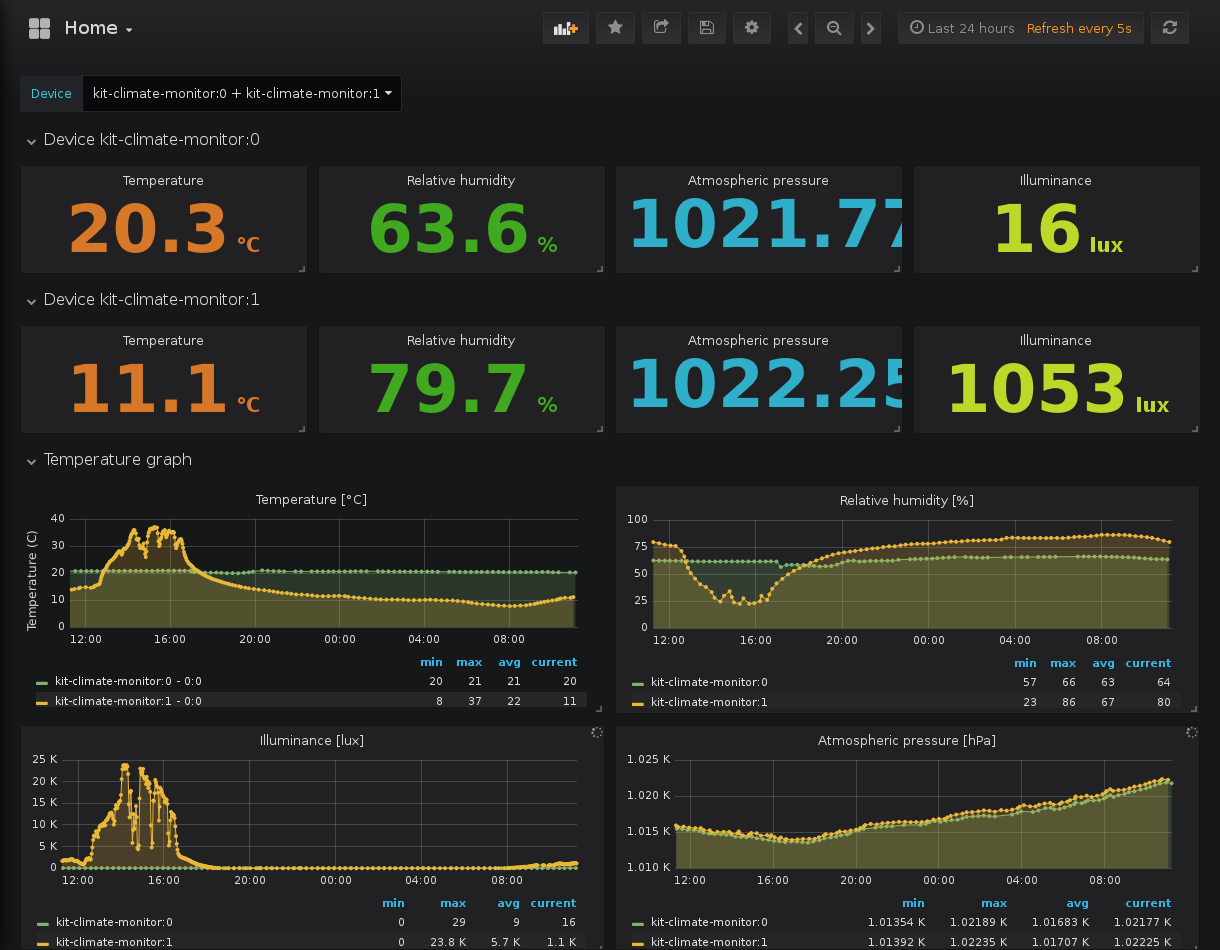 Home
Last 24 hours Refresh every 5s
Device kit-climate-monitor:0 + kit-climate-monitor:1
Device kit-climate-monitor:0
Temperature Relative humidity Atmospheric pressure Illuminance
20.3 °C 63.6 % 1021.77 16 lux
Device kit-climate-monitor:1
Temperature Relative humidity Atmospheric pressure Illuminance
11.1 °C 79.7 % 1022.25 1053 lux
Temperature graph
Temperature [°C]
Temperature (C)
40
30
20
10
0
12:00 16:00 20:00 00:00 04:00 08:00
min max avg current
kit-climate-monitor:0 - 0:0 20 21 21 20
kit-climate-monitor:1 - 0:0 8 37 22 11
Relative humidity [%]
100
75
50
25
0
12:00 16:00 20:00 00:00 04:00 08:00
min max avg current
kit-climate-monitor:0 57 66 63 64
kit-climate-monitor:1 23 86 67 80
Illuminance [lux]
25 K
20 K
15 K
10 K
5 K
0
12:00 16:00 20:00 00:00 04:00 08:00
min max avg current
kit-climate-monitor:0 0 29 9 16
kit-climate-monitor:1 0 23.8 K 5.7 K 1.1 K
Atmospheric pressure [hPa]
1.025 K
1.020 K
1.015 K
1.010 K
12:00 16:00 20:00 00:00 04:00 08:00
min max avg current
kit-climate-monitor:0 1.01354 K 1.02189 K 1.01683 K 1.02177 K
kit-climate-monitor:1 1.01392 K 1.02235 K 1.01707 K 1.02225 K